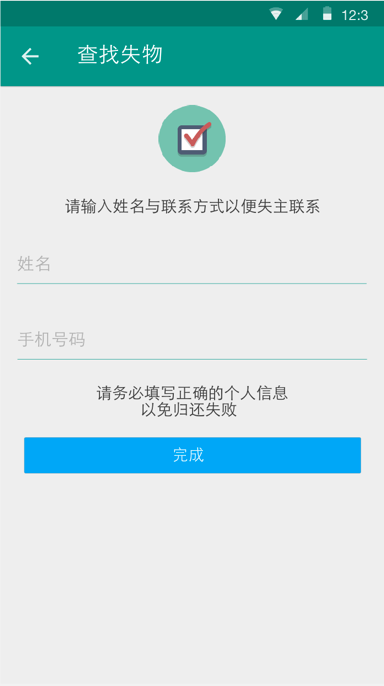 12:3
查找失物
请输入姓名与联系方式以便失主联系
姓名
手机号码
请务必填写正确的个人信息
以免归还失败
完成